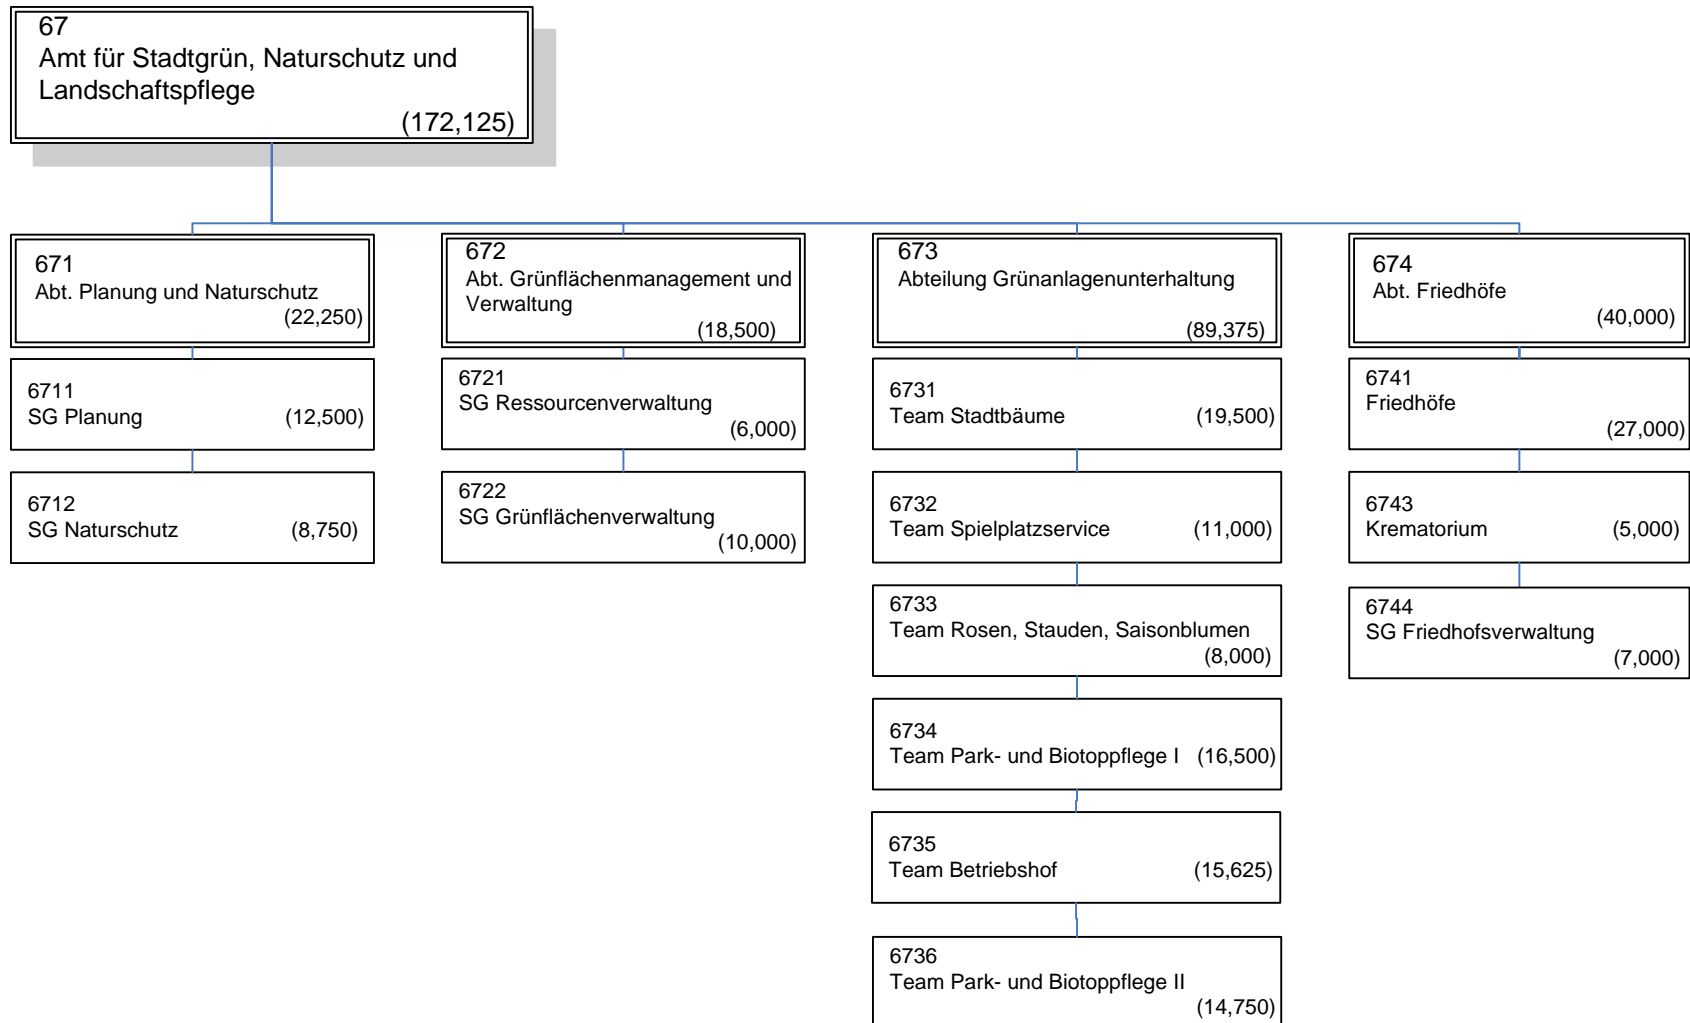 67
Amt für Stadtgrün, Naturschutz und
Landschaftspflege
(172,125)
671
Abt. Planung und Naturschutz
(22,250)
6711
SG Planung (12,500)
6712
SG Naturschutz (8,750)
672
Abt. Grünflächenmanagement und
Verwaltung
(18,500)
6721
SG Ressourcenverwaltung
(6,000)
6722
SG Grünflächenverwaltung
(10,000)
673
Abteilung Grünanlagenunterhaltung
(89,375)
6731
Team Stadtbäume (19,500)
6732
Team Spielplatzservice (11,000)
6733
Team Rosen, Stauden, Saisonblumen
(8,000)
6734
Team Park- und Biotoppflege I (16,500)
6735
Team Betriebshof (15,625)
6736
Team Park- und Biotoppflege II
(14,750)
674
Abt. Friedhöfe
(40,000)
6741
Friedhöfe
(27,000)
6743
Krematorium (5,000)
6744
SG Friedhofsverwaltung
(7,000)